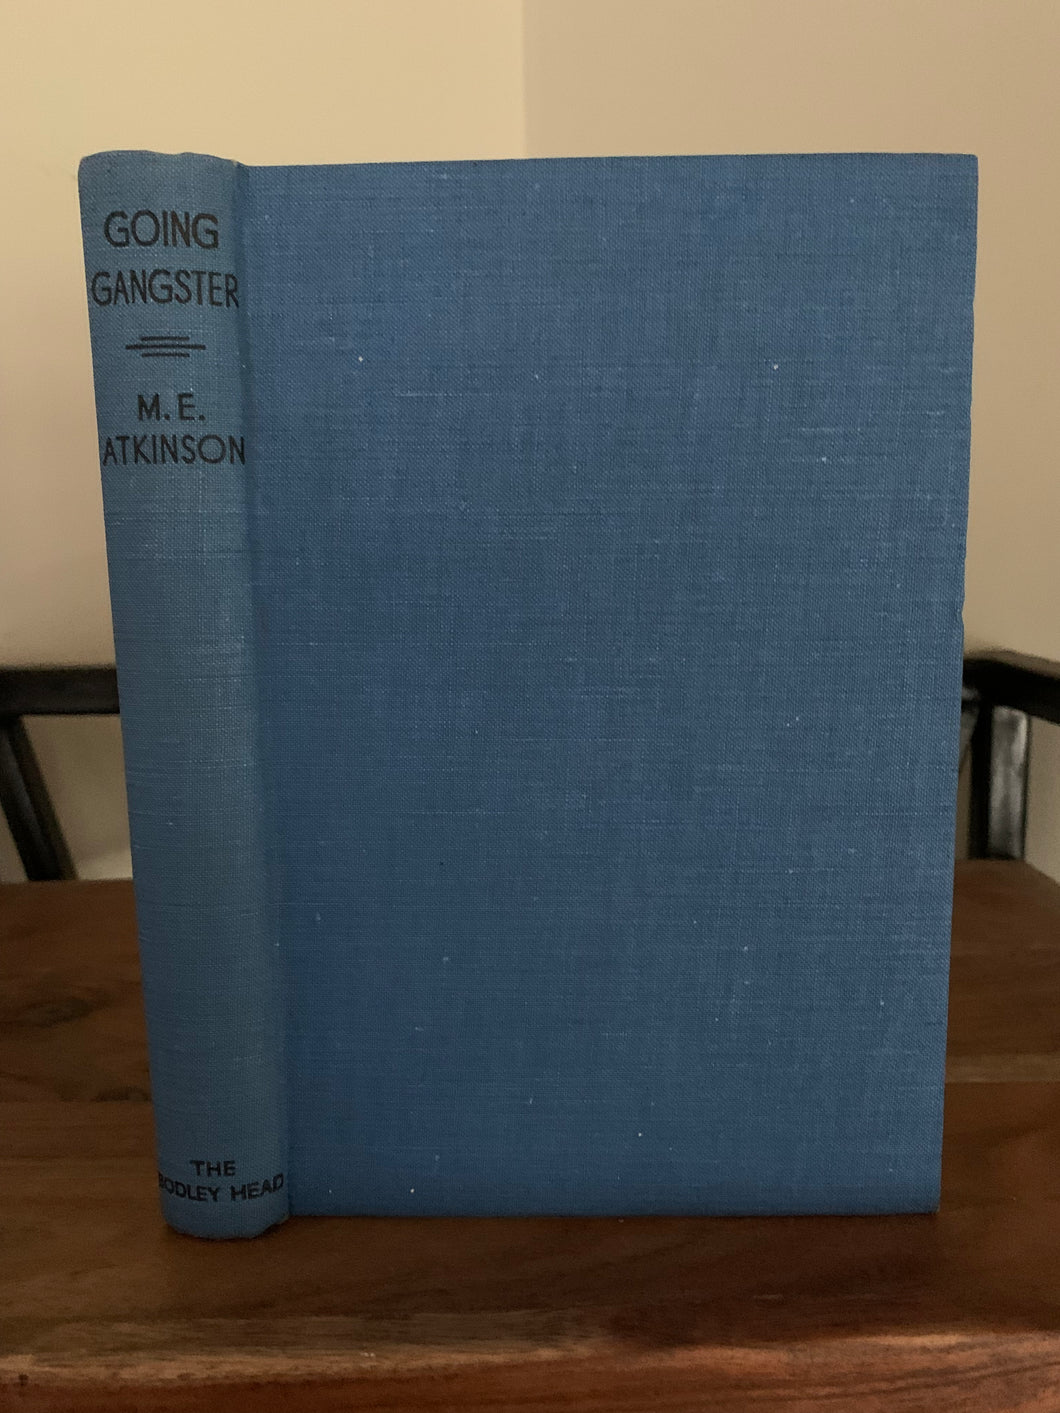 GOING
GANGSTER
M. E.
ATKINSON
THE
BODLEY HEAD